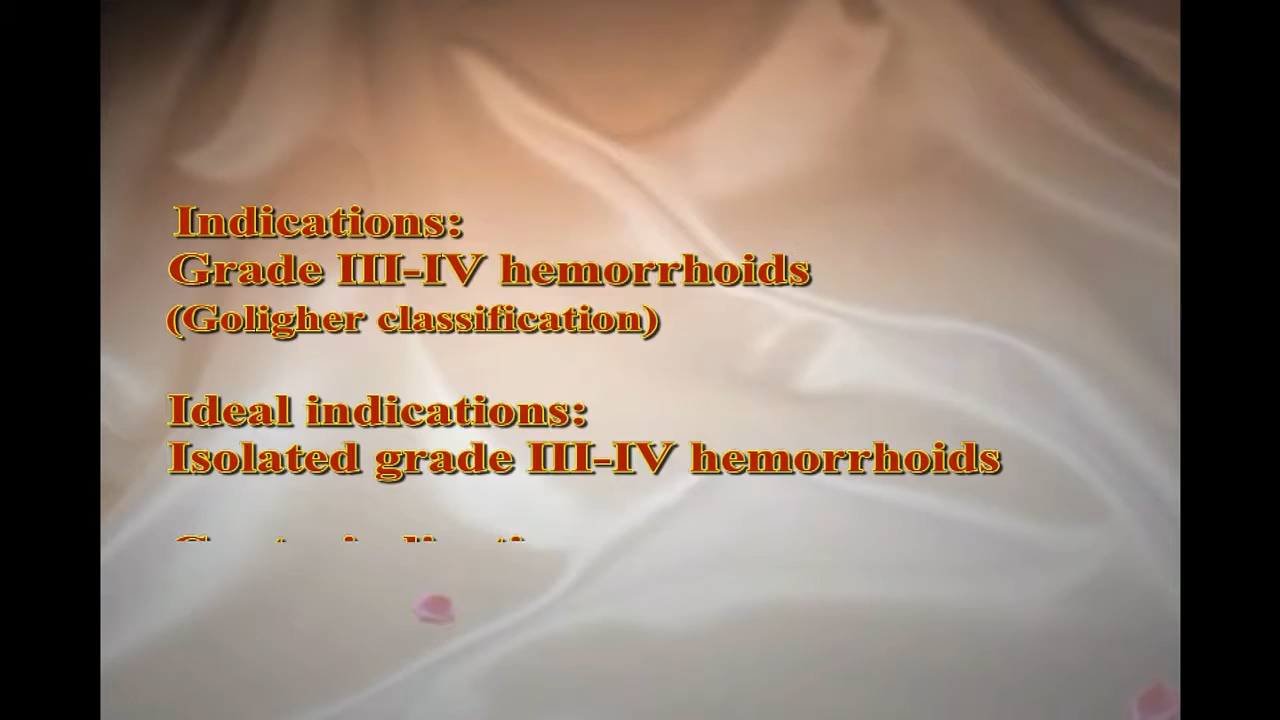 Indications:
Grade III-IV hemorrhoids
(Goligher classification)
Ideal indications:
Isolated grade III-IV hemorrhoids